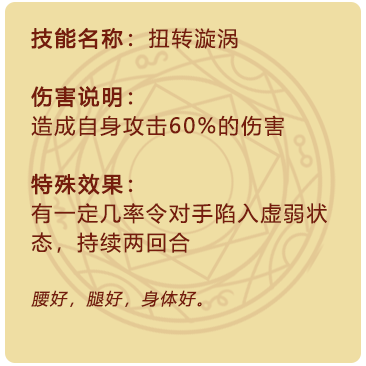 技能名称：扭转漩涡
伤害说明：
造成自身攻击60%的伤害
特殊效果：
有一定几率令对手陷入虚弱状
态，持续两回合
腰好，腿好，身体好。